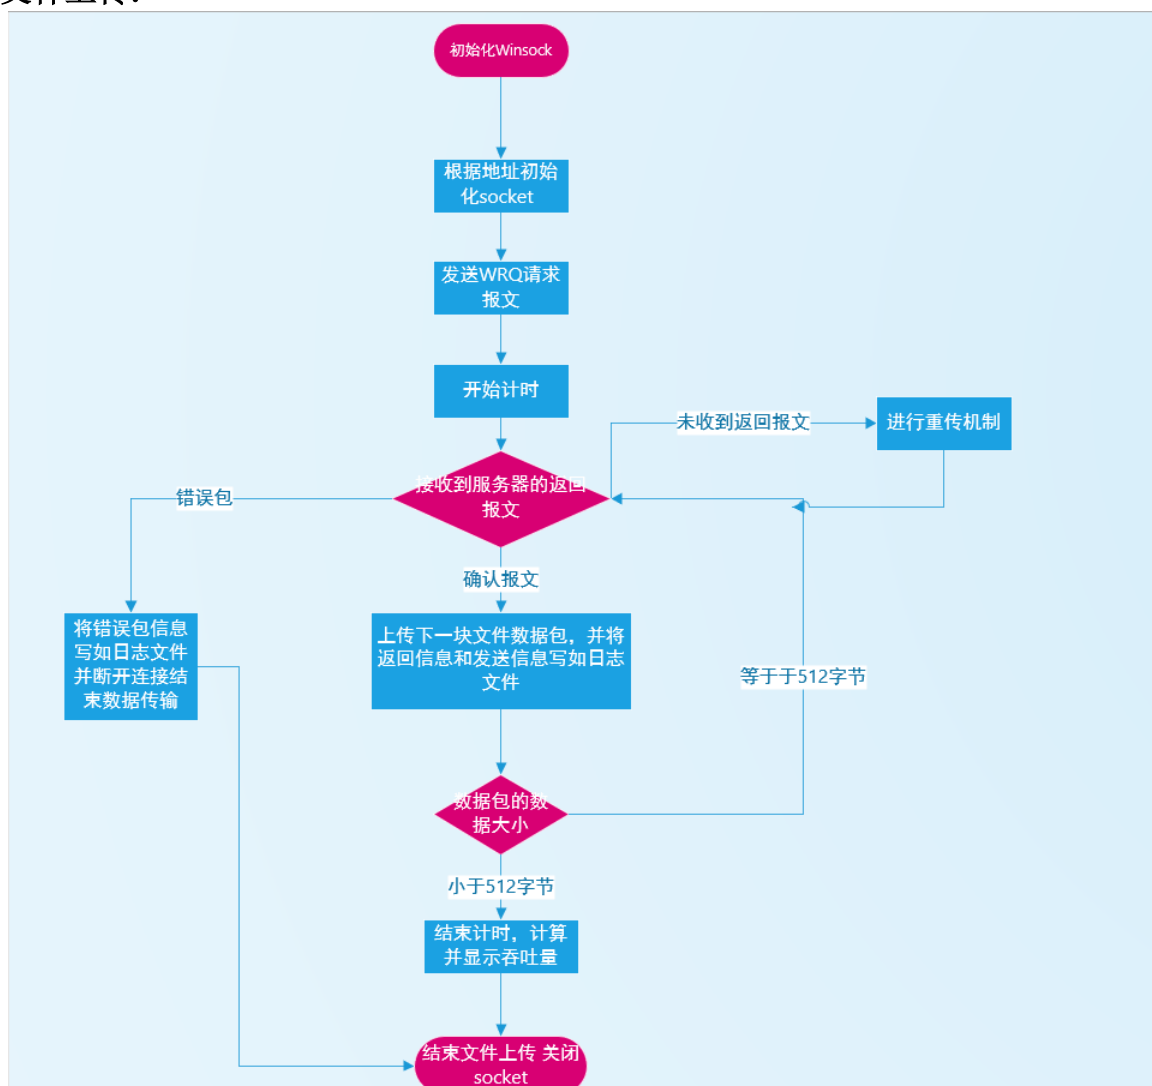 文件上传：
初始化Winsock
根据地址初始
化socket
发送WRQ请求
报文
开始计时
未收到返回报文
进行重传机制
接收到服务器的返回
报文
错误包
确认报文
将错误包信息
写如日志文件
并断开连接结
束数据传输
上传下一块文件数据包，并将
返回信息和发送信息写如日志
文件
等于于512字节
数据包的数
据大小
小于512字节
结束计时，计算
并显示吞吐量
结束文件上传 关闭
socket